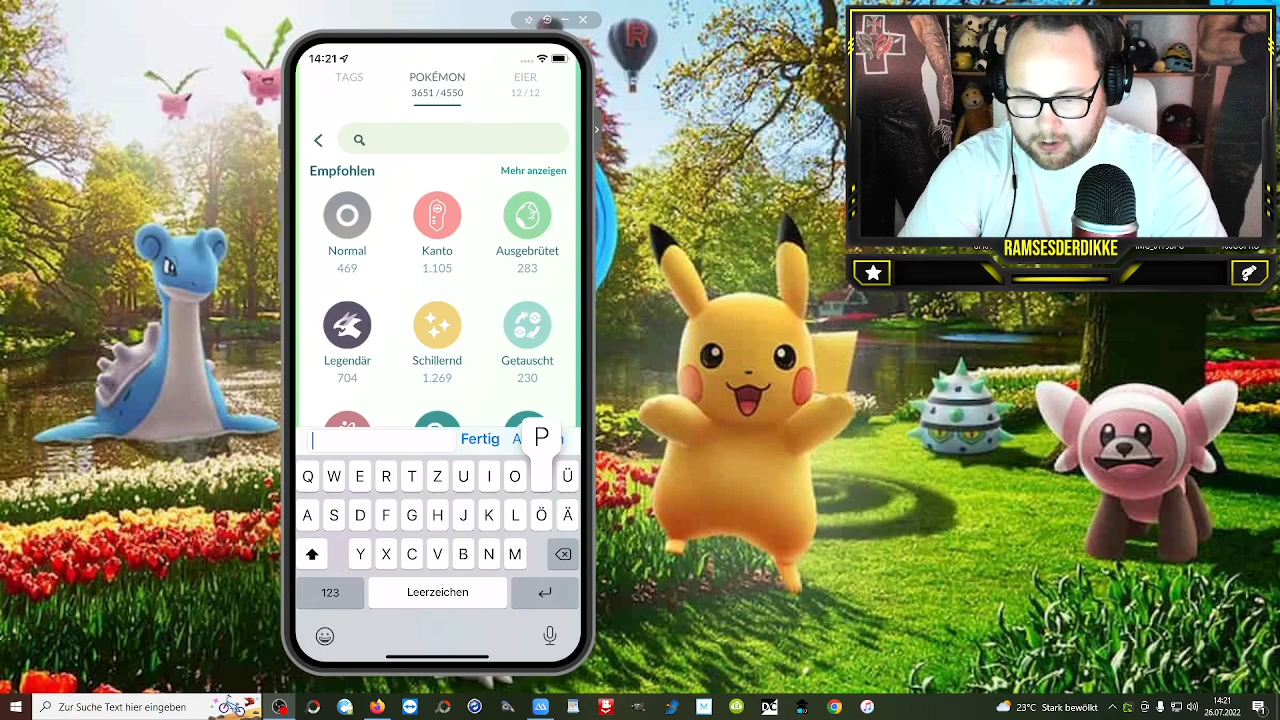 14:21
TAGS
POKÉMON
EIER
3651 / 4550
12 / 12
Empfohlen
Mehr anzeigen
Normal
Kanto
Ausgebrütet
469
1.105
283
Legendär
Schillernd
Getauscht
704
1.269
230
Fertig
P
Q W E R T Z U I O Ü
A S D F G H J K L Ö Ä
Y X C V B N M
123
Leerzeichen
R
RAMSESDERDIKKE
Zur Suche Text hier eingeben
DC
M
23°C Stark bewölkt
14:21
26.07.2022